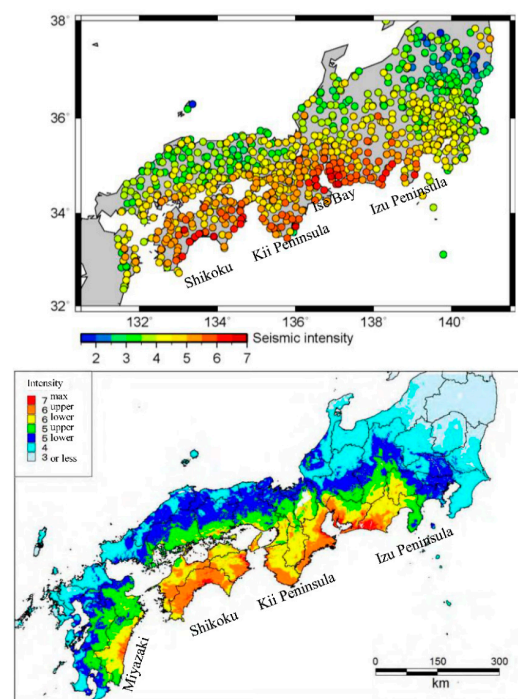 38°
36°
34°
32°
132°
134°
136°
138°
140°
Ise Bay
Izu Peninsula
Kii Peninsula
Shikoku
2 3 4 5 6 7
Seismic intensity
Intensity
7 max
6 upper
6 lower
5 upper
5 lower
4
3 or less
Izu Peninsula
Kii Peninsula
Shikoku
Miyazaki
0 150 300
km